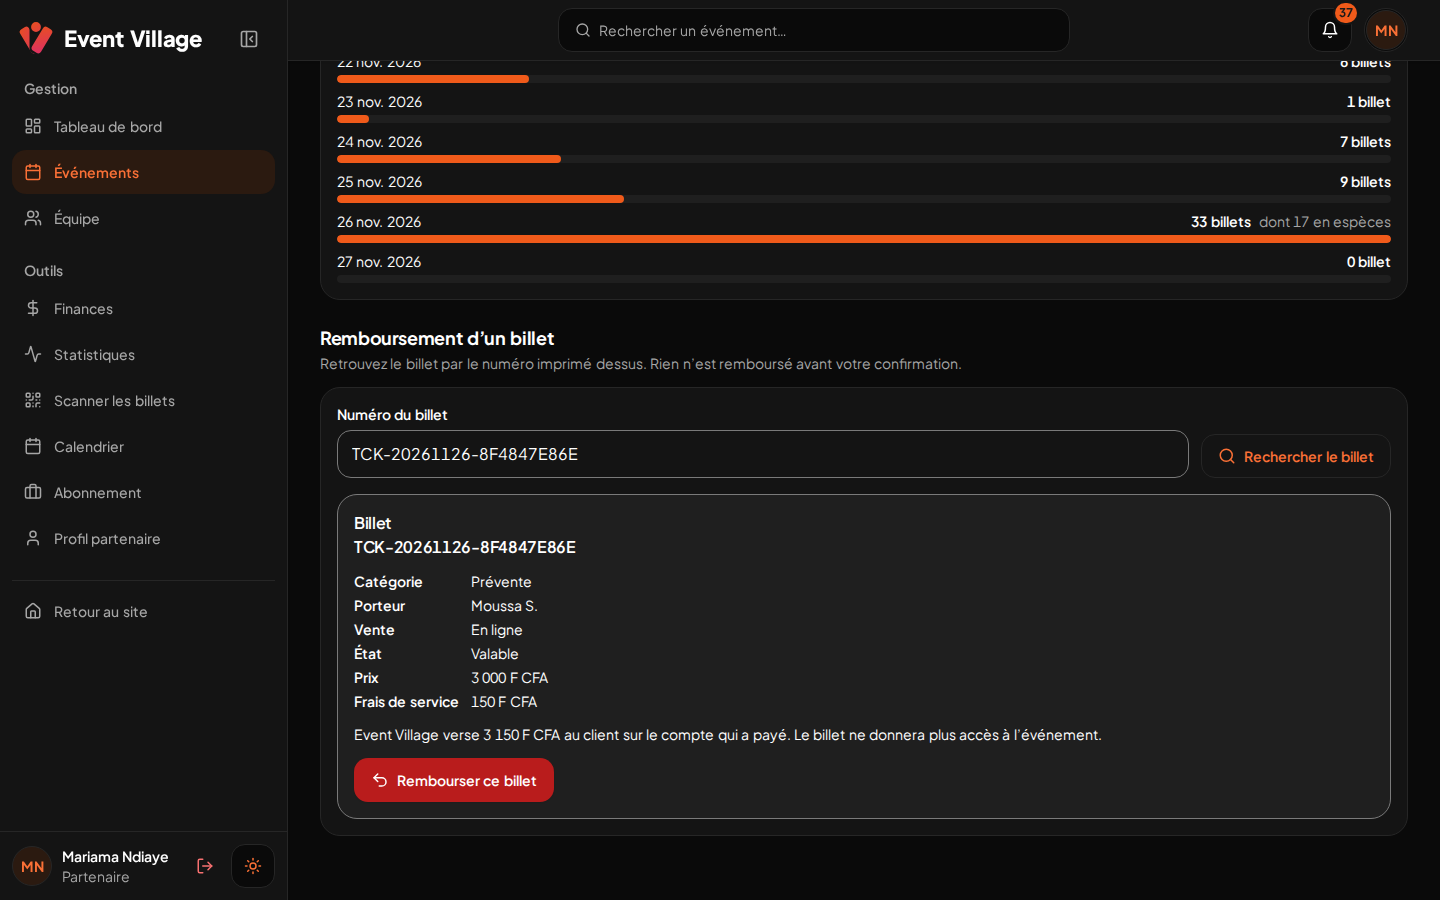 Event Village
Gestion
Tableau de bord
Événements
Équipe
Outils
Finances
Statistiques
Scanner les billets
Calendrier
Abonnement
Profil partenaire
Retour au site
MN
Mariama Ndiaye
Partenaire
Rechercher un événement…
37
MN
22 nov. 2026 6 billets
23 nov. 2026 1 billet
24 nov. 2026 7 billets
25 nov. 2026 9 billets
26 nov. 2026 33 billets dont 17 en espèces
27 nov. 2026 0 billet
Remboursement d’un billet
Retrouvez le billet par le numéro imprimé dessus. Rien n’est remboursé avant votre confirmation.
Numéro du billet
TCK-20261126-8F4847E86E
Rechercher le billet
Billet
TCK-20261126-8F4847E86E
Catégorie Prévente
Porteur Moussa S.
Vente En ligne
État Valable
Prix 3 000 F CFA
Frais de service 150 F CFA
Event Village verse 3 150 F CFA au client sur le compte qui a payé. Le billet ne donnera plus accès à l’événement.
Rembourser ce billet